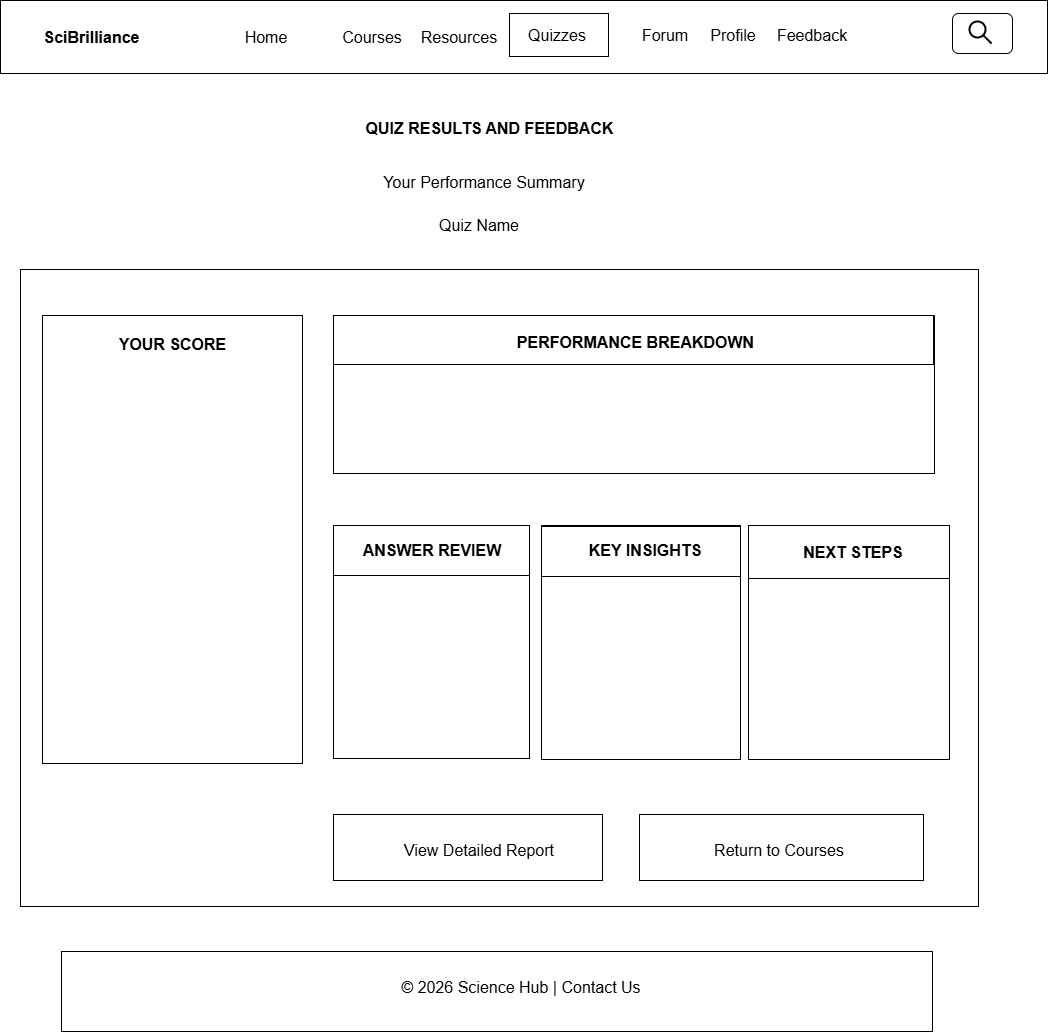 SciBrilliance Home Courses Resources Quizzes Forum Profile Feedback
QUIZ RESULTS AND FEEDBACK
Your Performance Summary
Quiz Name
YOUR SCORE
PERFORMANCE BREAKDOWN
ANSWER REVIEW
KEY INSIGHTS
NEXT STEPS
View Detailed Report
Return to Courses
© 2026 Science Hub | Contact Us